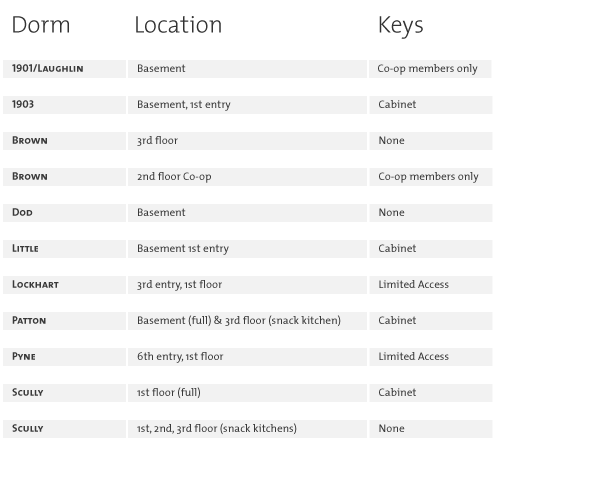 Dorm Location Keys
1901/Laughlin Basement Co-op members only
1903 Basement, 1st entry Cabinet
Brown 3rd floor None
Brown 2nd floor Co-op Co-op members only
Dod Basement None
Little Basement 1st entry Cabinet
Lockhart 3rd entry, 1st floor Limited Access
Patton Basement (full) & 3rd floor (snack kitchen) Cabinet
Pyne 6th entry, 1st floor Limited Access
Scully 1st floor (full) Cabinet
Scully 1st, 2nd, 3rd floor (snack kitchens) None